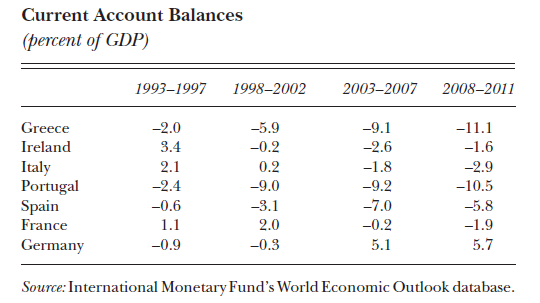 Current Account Balances
(percent of GDP)
1993–1997 1998–2002 2003–2007 2008–2011
Greece –2.0 –5.9 –9.1 –11.1
Ireland 3.4 –0.2 –2.6 –1.6
Italy 2.1 0.2 –1.8 –2.9
Portugal –2.4 –9.0 –9.2 –10.5
Spain –0.6 –3.1 –7.0 –5.8
France 1.1 2.0 –0.2 –1.9
Germany –0.9 –0.3 5.1 5.7
Source: International Monetary Fund’s World Economic Outlook database.